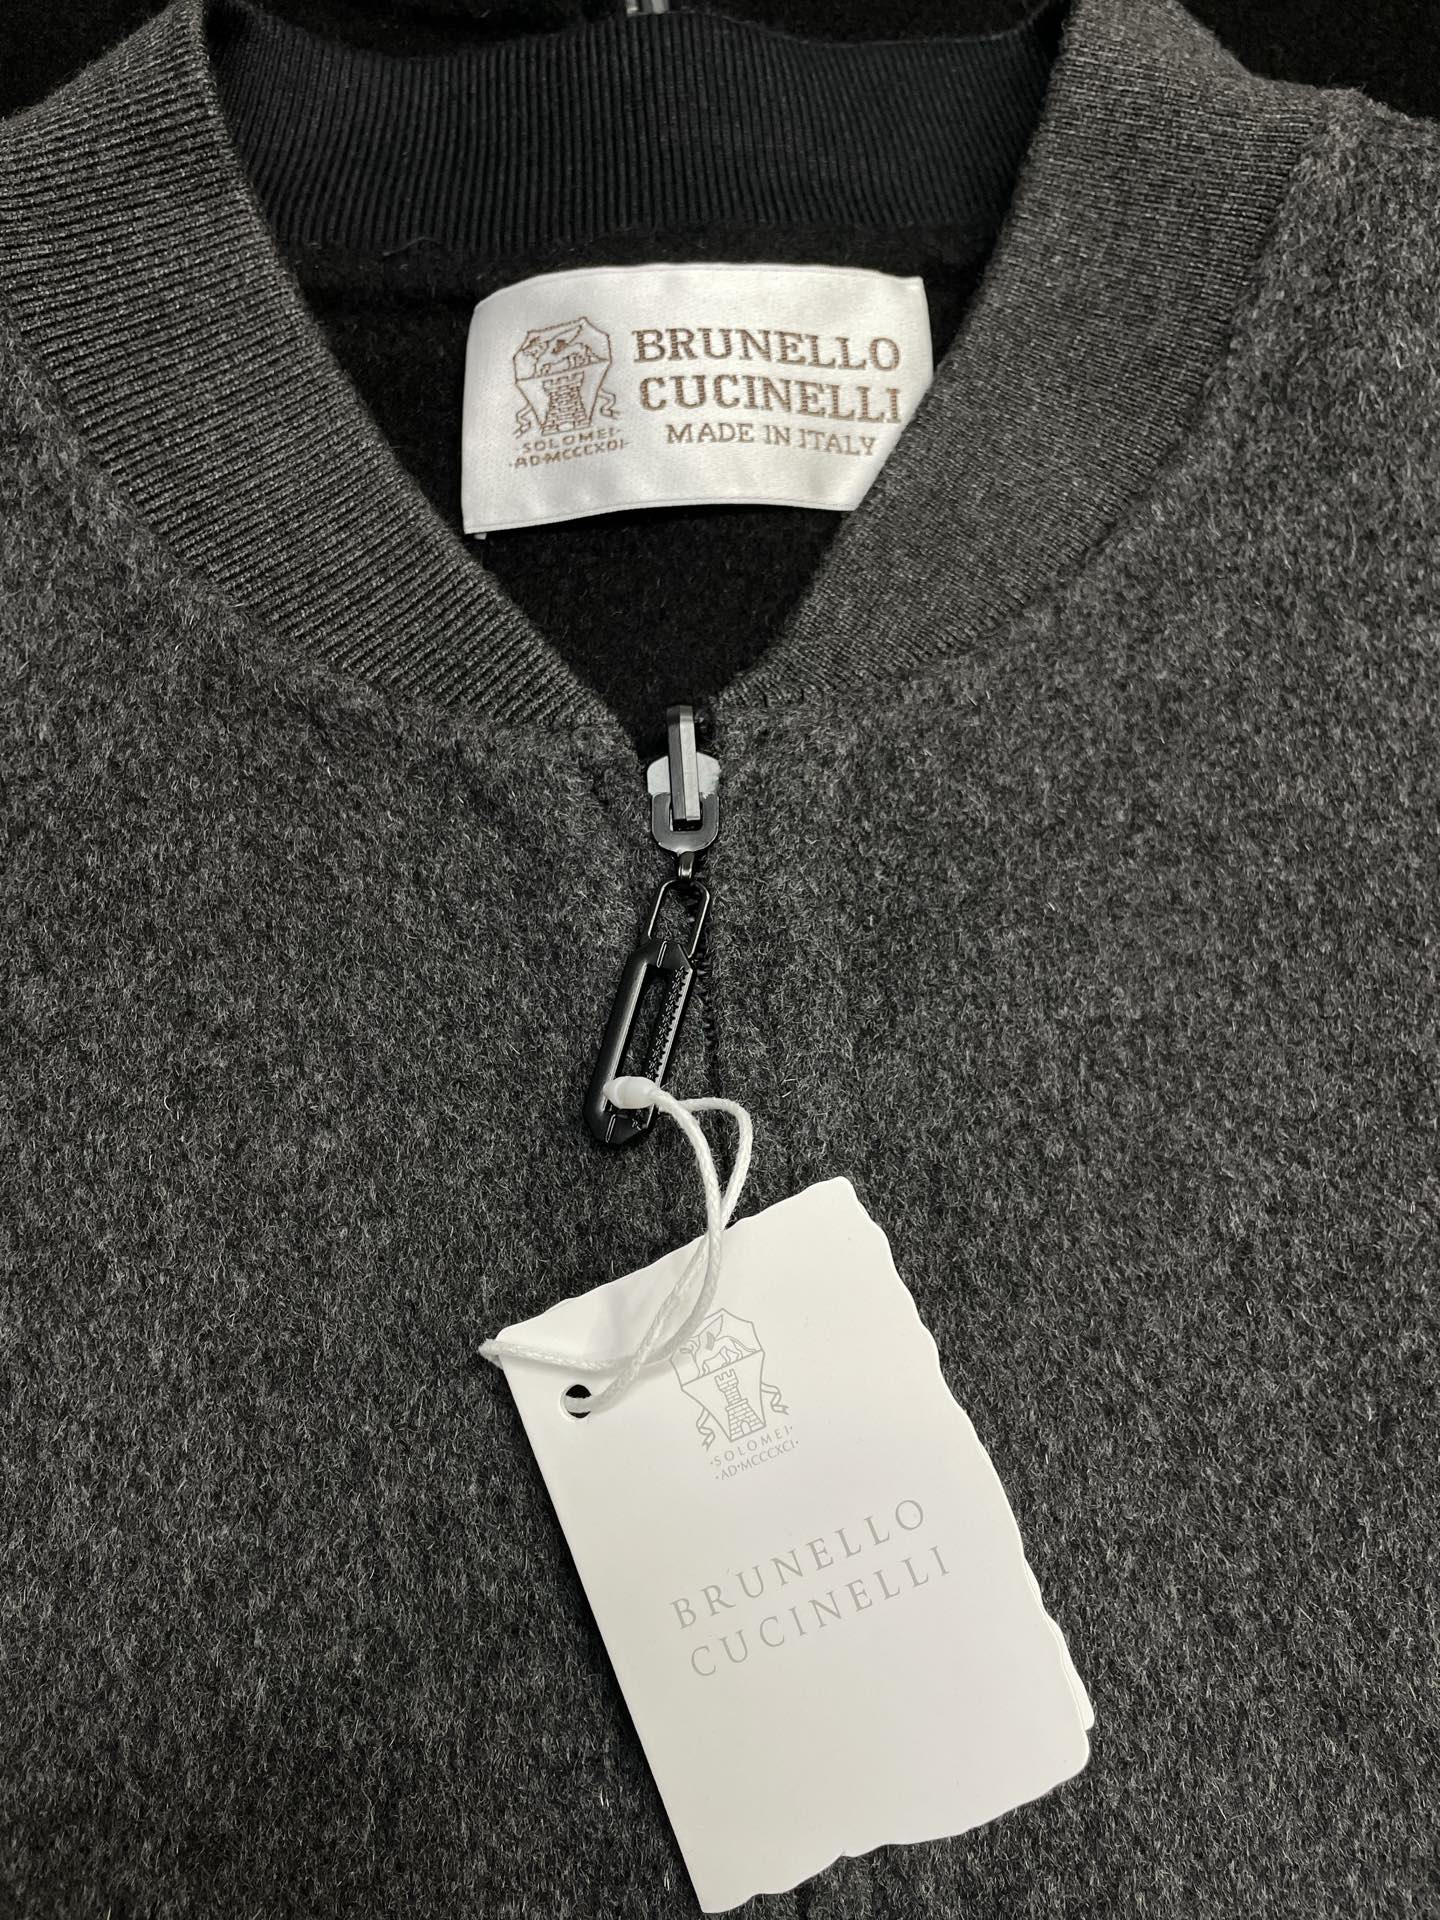 BRUNELLO
CUCINELLI
MADE IN ITALY
SOLOMEI·
·AD·MCCCXCI·
·SOLOMEI·
·AD·MCCCXCI·
BRUNELLO
CUCINELLI